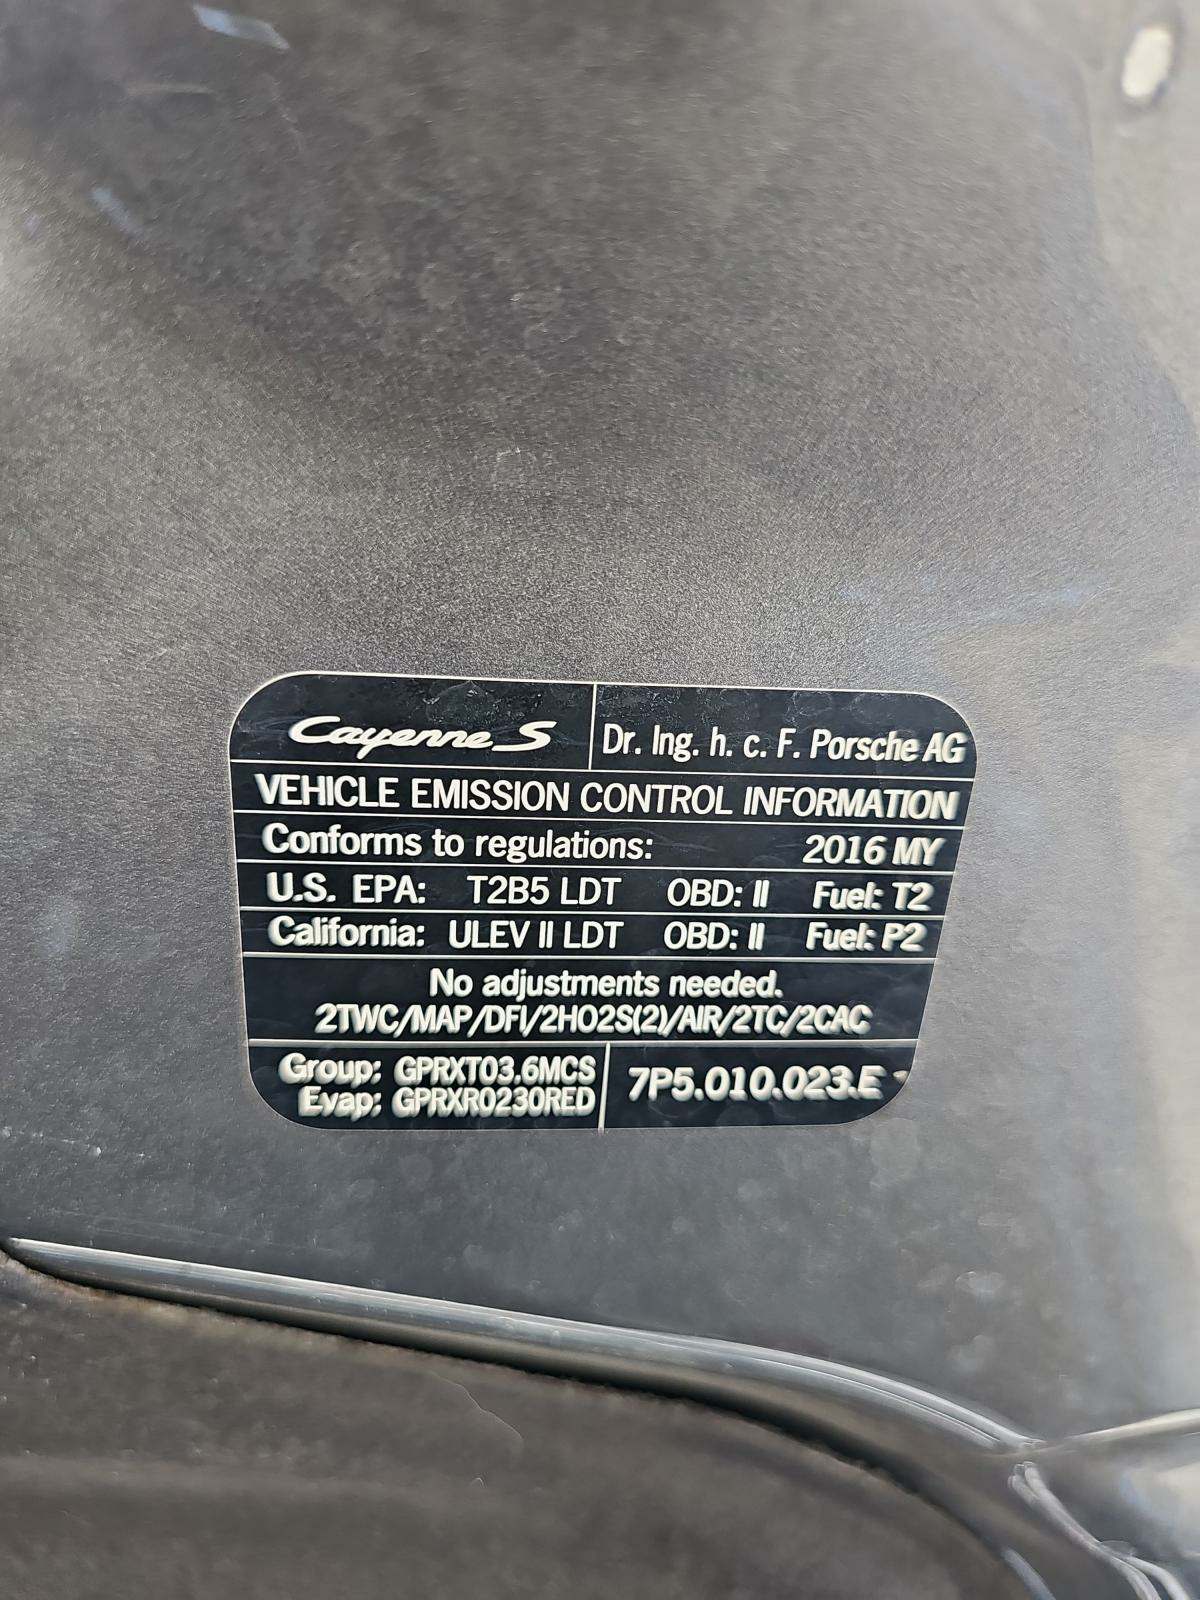 Cayenne S Dr. Ing. h. c. F. Porsche AG
VEHICLE EMISSION CONTROL INFORMATION
Conforms to regulations: 2016 MY
U.S. EPA: T2B5 LDT OBD: II Fuel: T2
California: ULEV II LDT OBD: II Fuel: P2
No adjustments needed.
2TWC/MAP/DFI/2HO2S(2)/AIR/2TC/2CAC
Group: GPRXT03.6MCS
Evap: GPRXR0230RED
7P5.010.023.E